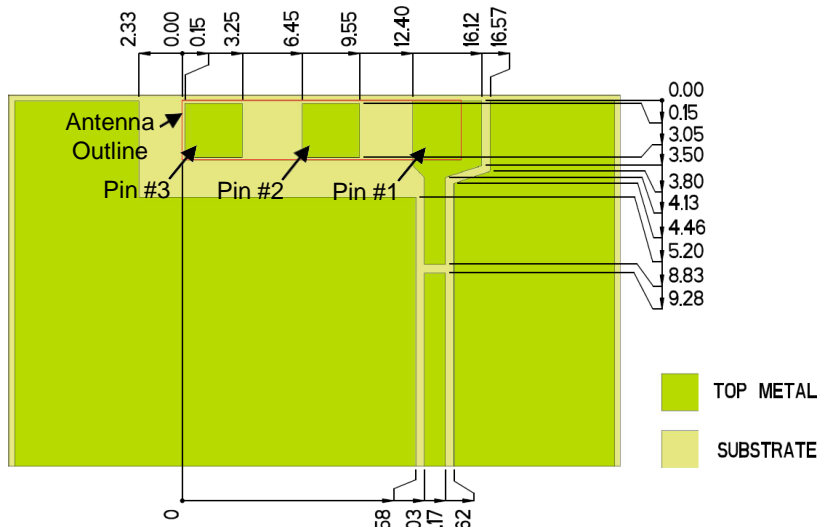 2.33
0.00
0.15
3.25
6.45
9.55
12.40
16.12
16.57
0.00
0.15
3.05
3.50
3.80
4.13
4.46
5.20
8.83
9.28
Antenna
Outline
Pin #3
Pin #2
Pin #1
TOP METAL
SUBSTRATE
0